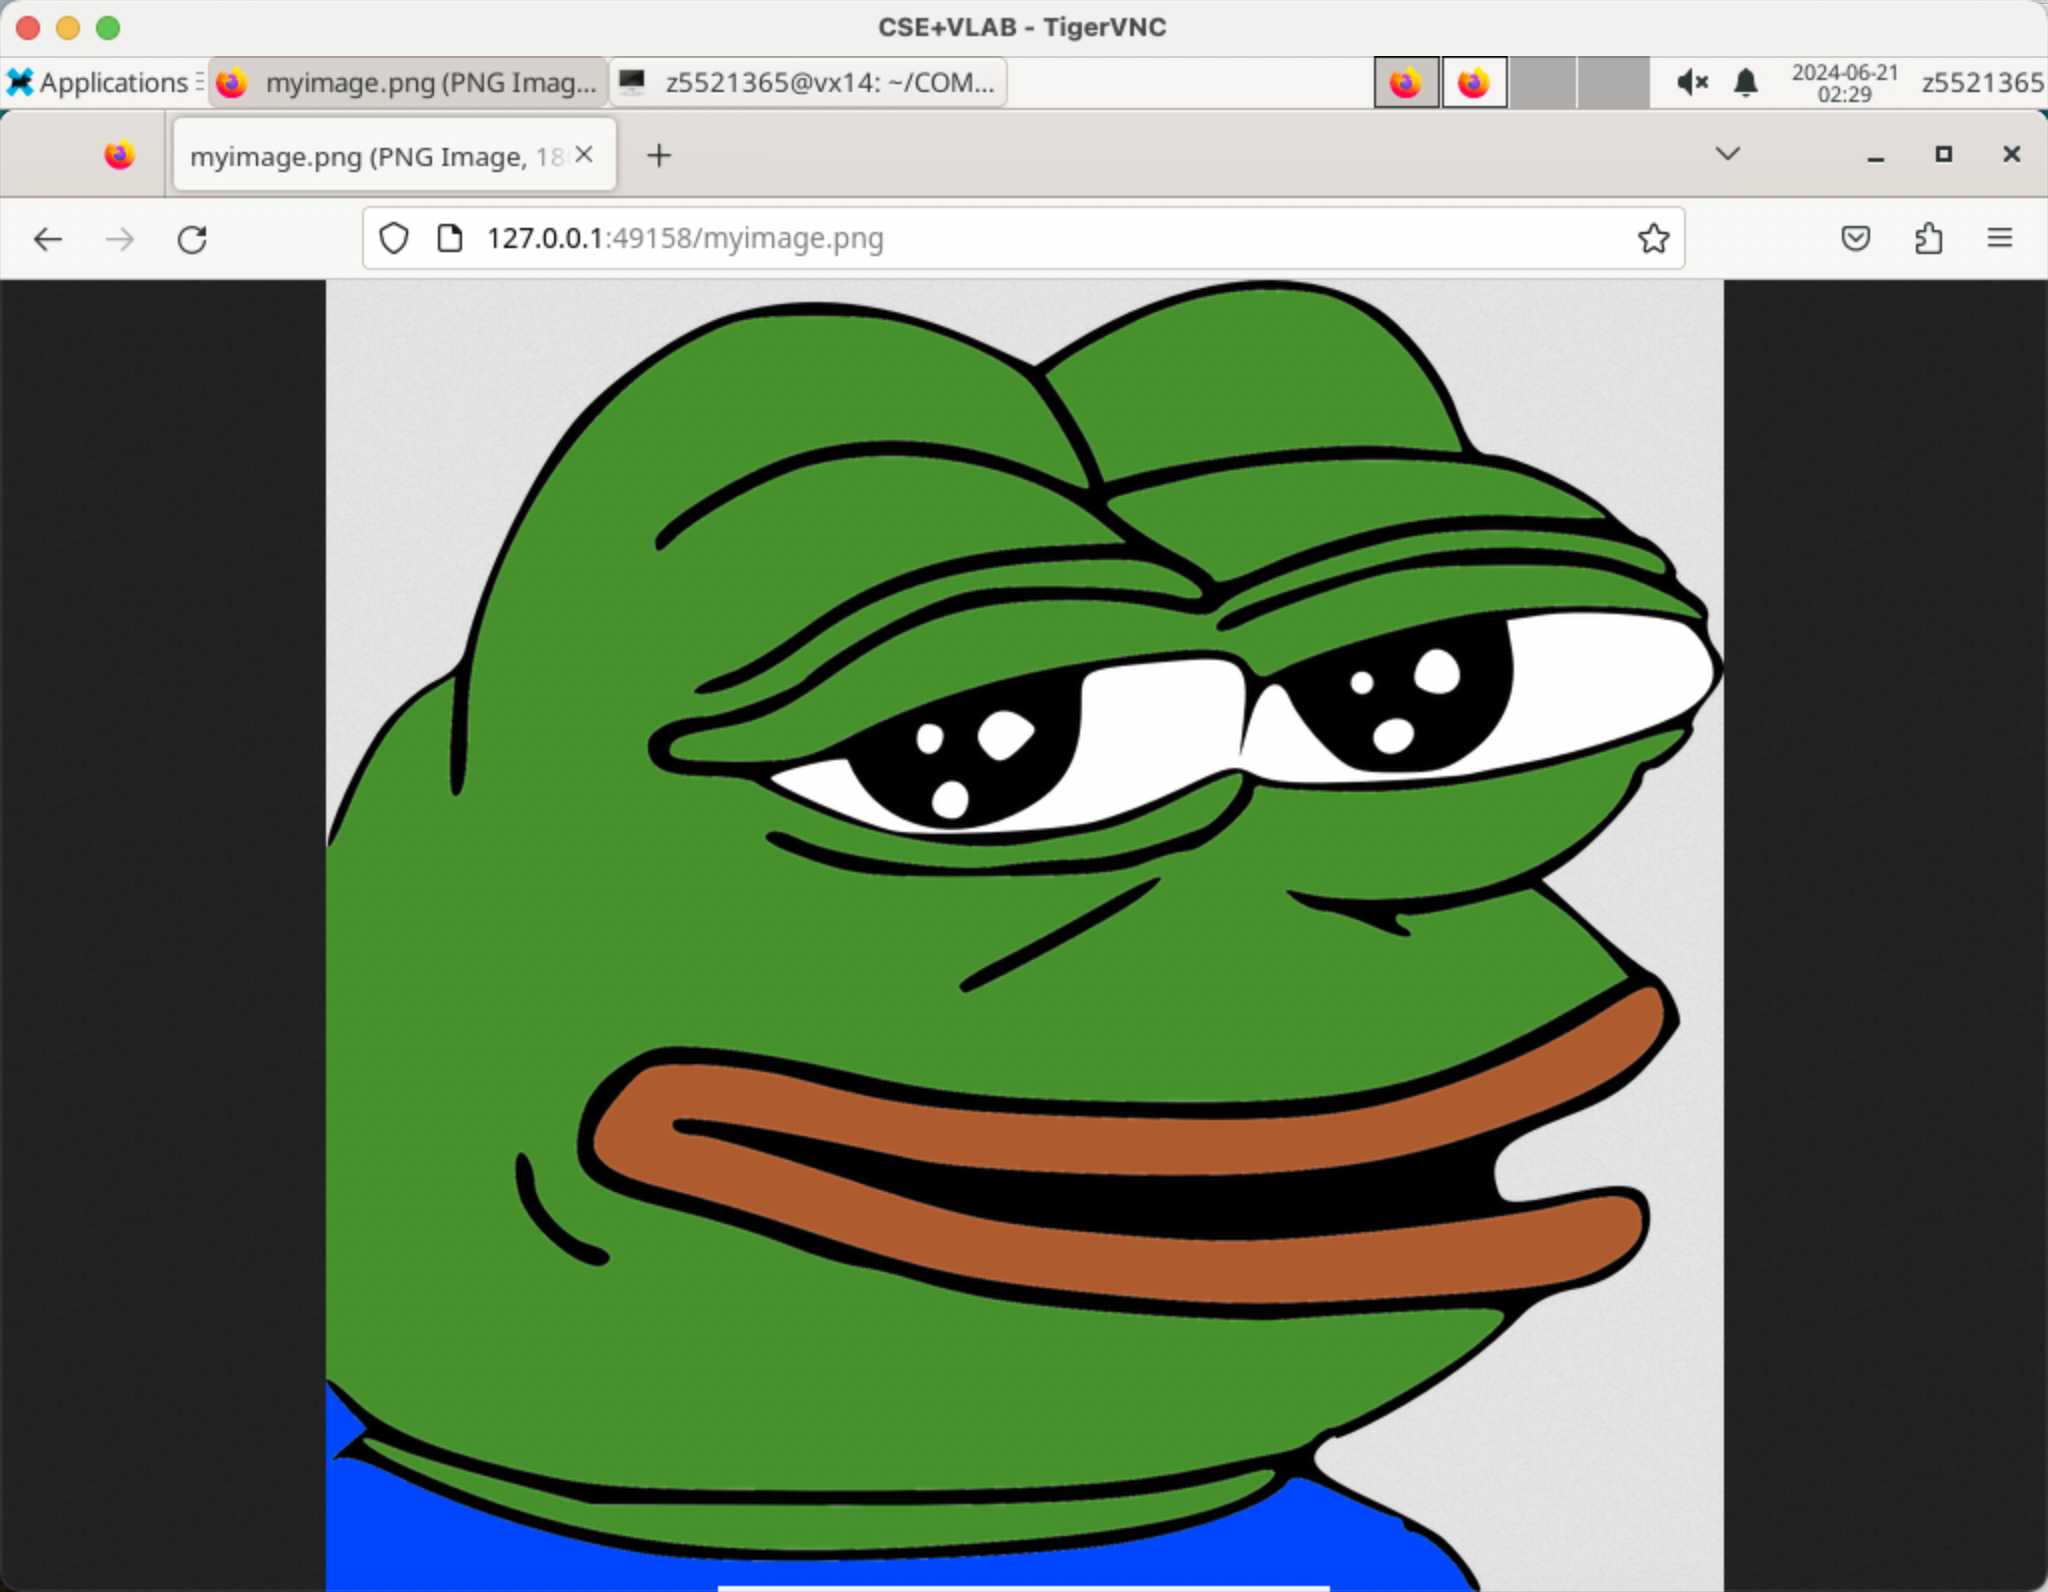 CSE+VLAB - TigerVNC
Applications
myimage.png (PNG Imag...
z5521365@vx14: ~/COM...
2024-06-21
02:29
z5521365
myimage.png (PNG Image, 18
127.0.0.1:49158/myimage.png